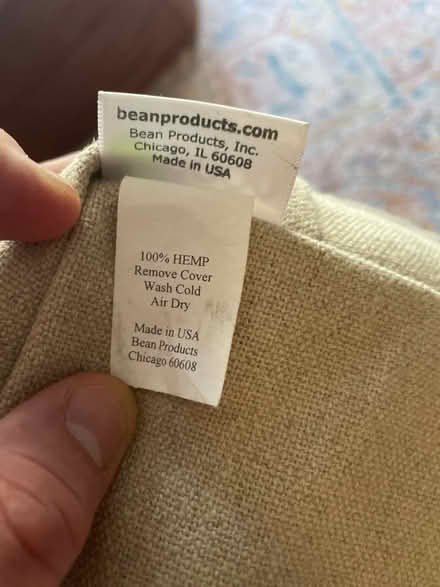 beanproducts.com
Bean Products, Inc.
Chicago, IL 60608
Made in USA
100% HEMP
Remove Cover
Wash Cold
Air Dry
Made in USA
Bean Products
Chicago 60608